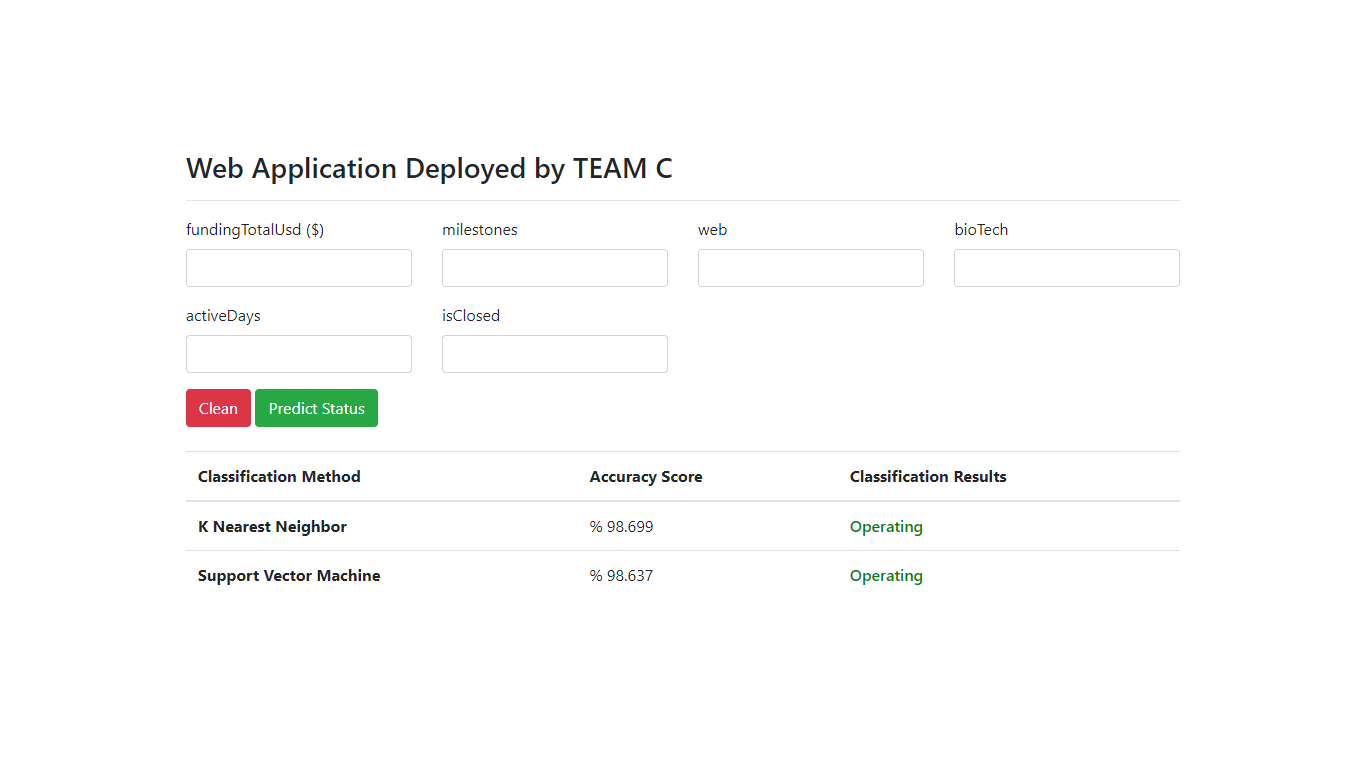 Web Application Deployed by TEAM C
fundingTotalUsd ($) milestones web bioTech
activeDays isClosed
Clean Predict Status
Classification Method Accuracy Score Classification Results
K Nearest Neighbor % 98.699 Operating
Support Vector Machine % 98.637 Operating